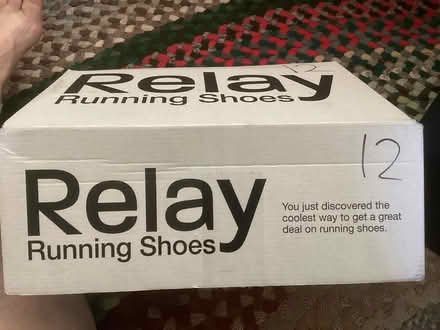 Relay
12
Running Shoes
12
Relay
Running Shoes
You just discovered the
coolest way to get a great
deal on running shoes.